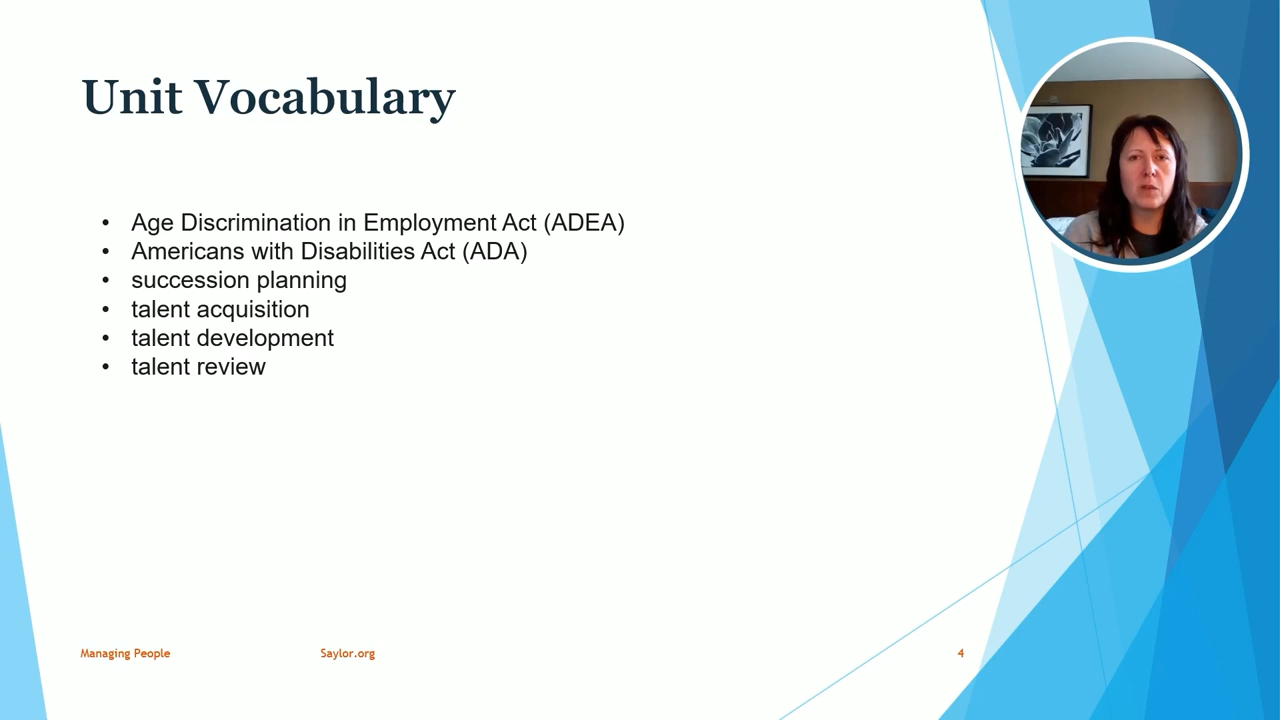 Unit Vocabulary
• Age Discrimination in Employment Act (ADEA)
• Americans with Disabilities Act (ADA)
• succession planning
• talent acquisition
• talent development
• talent review
Managing People Saylor.org 4